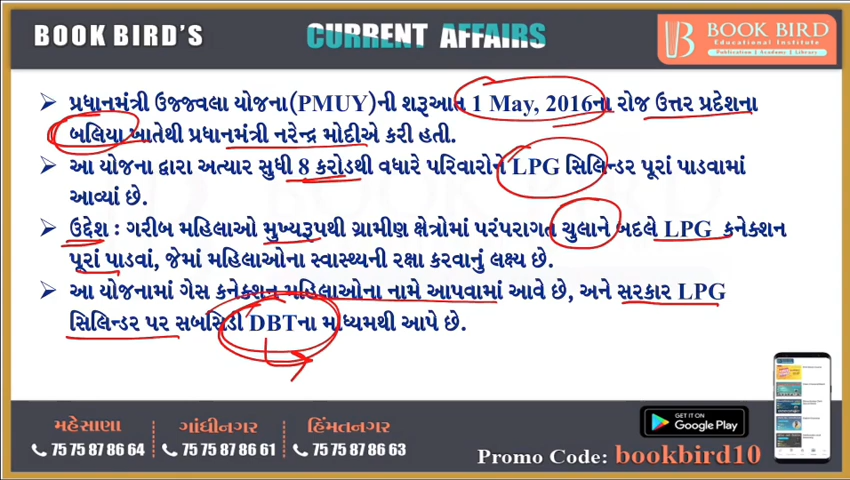 BOOK BIRD'S
CURRENT AFFAIRS
BOOK BIRD
Educational Institute
Publication / Academy / Library
➢ પ્રધાનમંત્રી ઉજ્જવલા યોજના(PMUY)ની શરૂઆત 1 May, 2016ના રોજ ઉત્તર પ્રદેશના
બલિયા ખાતેથી પ્રધાનમંત્રી નરેન્દ્ર મોદીએ કરી હતી.
➢ આ યોજના દ્વારા અત્યાર સુધી 8 કરોડથી વધારે પરિવારોને LPG સિલિન્ડર પૂરાં પાડવામાં
આવ્યાં છે.
➢ ઉદ્દેશ : ગરીબ મહિલાઓ મુખ્યરૂપથી ગ્રામીણ ક્ષેત્રોમાં પરંપરાગત ચુલાને બદલે LPG કનેક્શન
પૂરાં પાડવાં, જેમાં મહિલાઓના સ્વાસ્થ્યની રક્ષા કરવાનું લક્ષ્ય છે.
➢ આ યોજનામાં ગેસ કનેક્શન મહિલાઓના નામે આપવામાં આવે છે, અને સરકાર LPG
સિલિન્ડર પર સબસિડી DBTના માધ્યમથી આપે છે.
મહેસાણા
75 75 87 86 64
ગાંધીનગર
75 75 87 86 61
હિંમતનગર
75 75 87 86 63
GET IT ON
Google Play
Promo Code: bookbird10